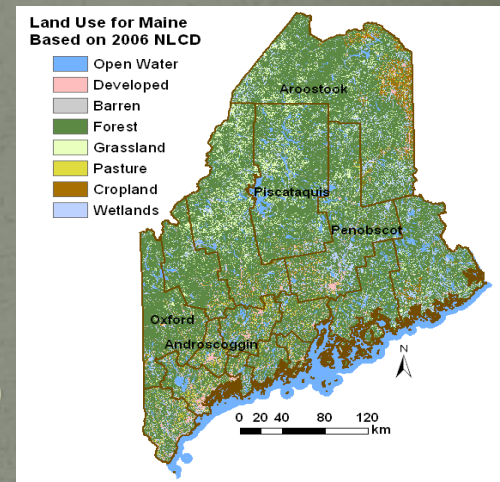 Land Use for Maine
Based on 2006 NLCD
Open Water
Developed
Barren
Forest
Grassland
Pasture
Cropland
Wetlands
Aroostook
Piscataquis
Penobscot
Oxford
Androscoggin
N
0 20 40 80 120
km